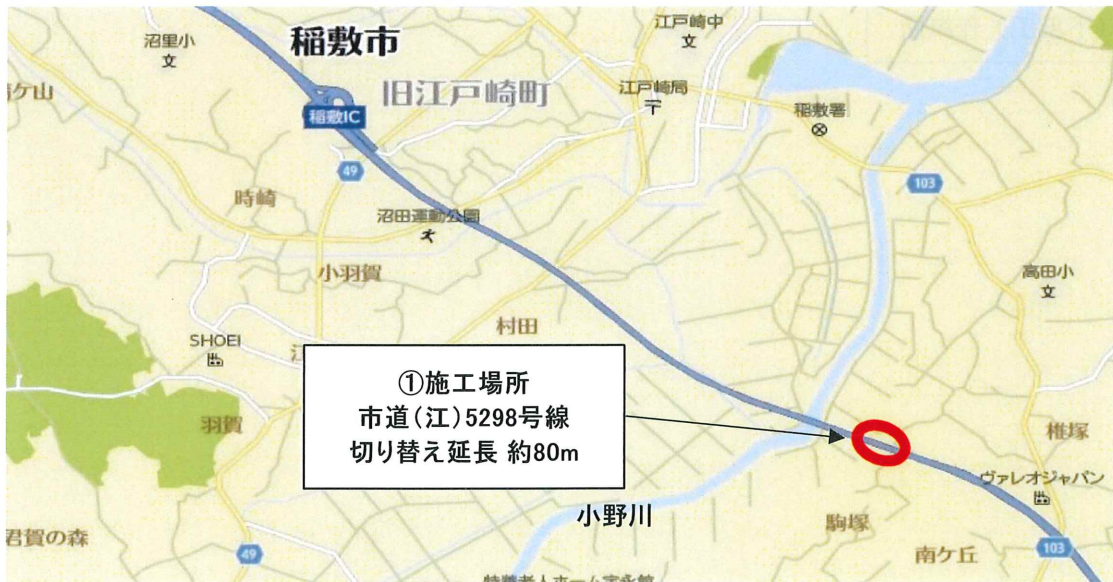 沼里小
文
稲敷市
江戸崎中
文
旧江戸崎町
江戸崎局
〒
稲敷署
稲敷IC
49
103
時崎
沼田運動公園
小羽賀
高田小
文
村田
SHOEI
①施工場所
市道(江)5298号線
切り替え延長 約80m
羽賀
椎塚
ヴァレオジャパン
小野川
駒塚
君賀の森
49
南ケ丘
103